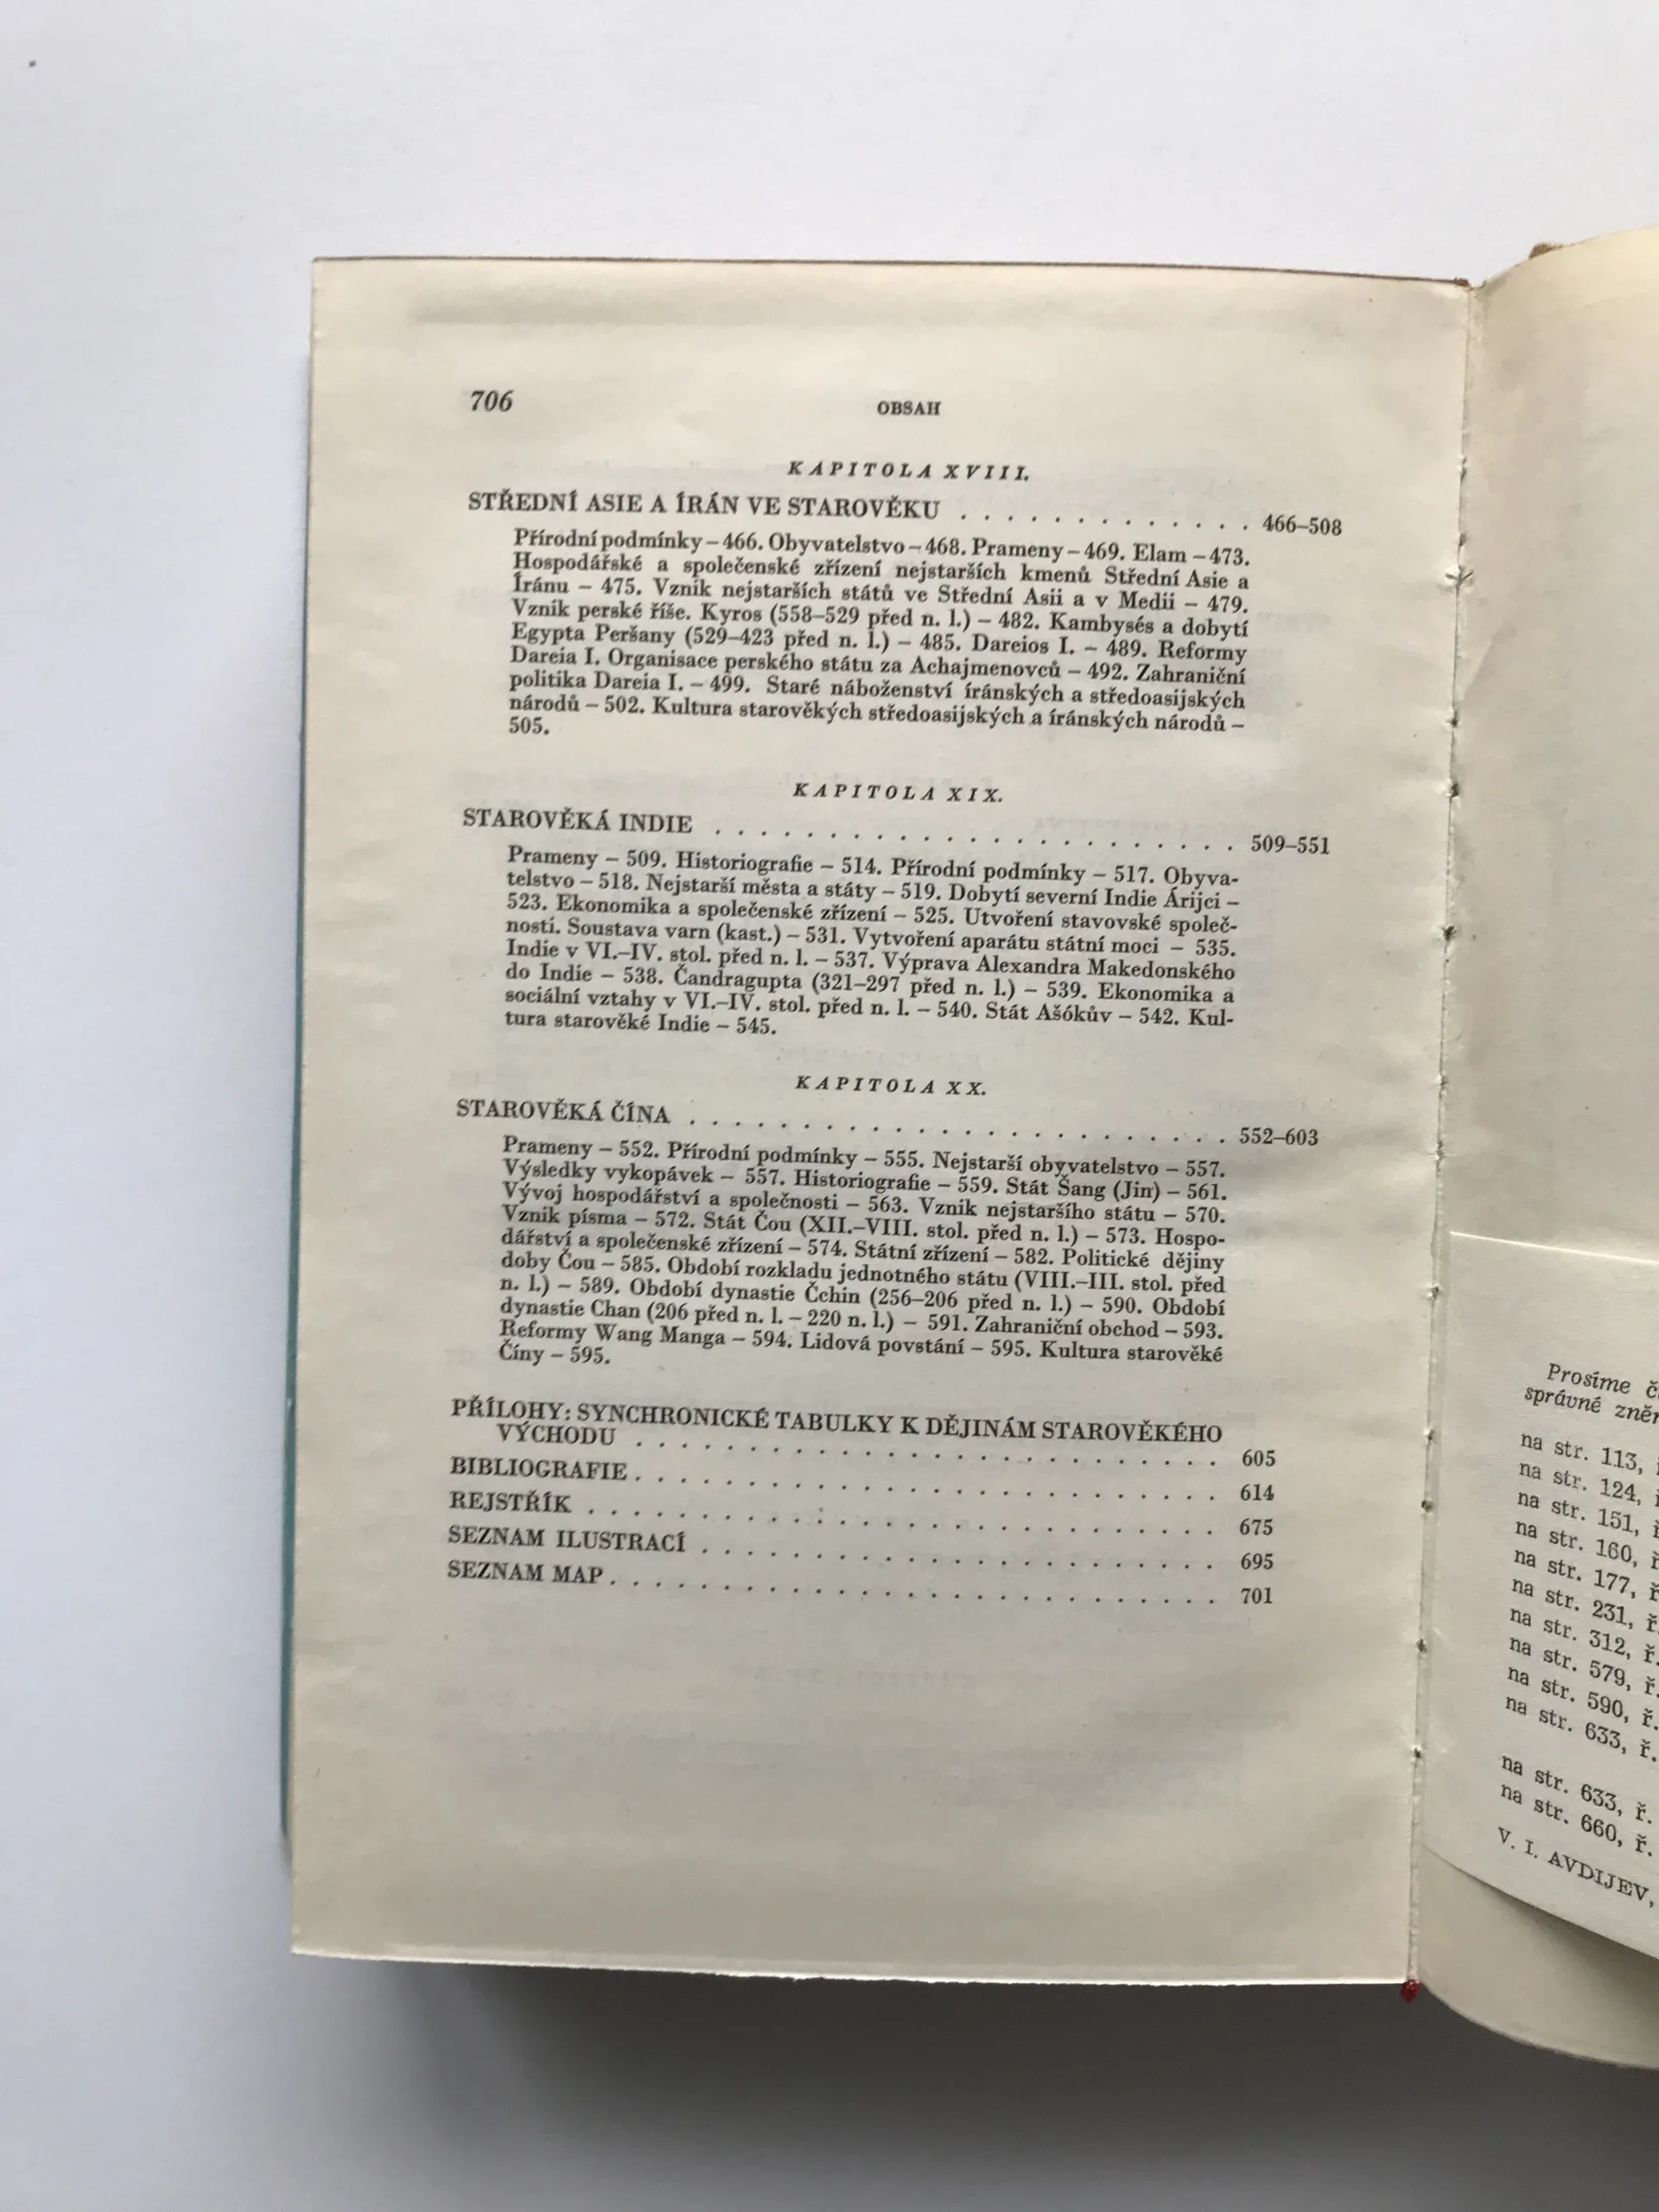 706
OBSAH
KAPITOLA XVIII.
STŘEDNÍ ASIE A ÍRÁN VE STAROVĚKU . . . . . . . . . . . . . 466–508
Přírodní podmínky – 466. Obyvatelstvo – 468. Prameny – 469. Elam – 473.
Hospodářské a společenské zřízení nejstarších kmenů Střední Asie a
Íránu – 475. Vznik nejstarších států ve Střední Asii a v Medii – 479.
Vznik perské říše. Kyros (558–529 před n. l.) – 482. Kambysés a dobytí
Egypta Peršany (529–423 před n. l.) – 485. Dareios I. – 489. Reformy
Dareia I. Organisace perského státu za Achajmenovců – 492. Zahraniční
politika Dareia I. – 499. Staré náboženství íránských a středoasijských
národů – 502. Kultura starověkých středoasijských a íránských národů –
505.
KAPITOLA XIX.
STAROVĚKÁ INDIE . . . . . . . . . . . . . . . . . . . . . . . 509–551
Prameny – 509. Historiografie – 514. Přírodní podmínky – 517. Obyva-
telstvo – 518. Nejstarší města a státy – 519. Dobytí severní Indie Árijci –
523. Ekonomika a společenské zřízení – 525. Utvoření stavovské společ-
nosti. Soustava varn (kast.) – 531. Vytvoření aparátu státní moci – 535.
Indie v VI.–IV. stol. před n. l. – 537. Výprava Alexandra Makedonského
do Indie – 538. Čandragupta (321–297 před n. l.) – 539. Ekonomika a
sociální vztahy v VI.–IV. stol. před n. l. – 540. Stát Ašókův – 542. Kul-
tura starověké Indie – 545.
KAPITOLA XX.
STAROVĚKÁ ČÍNA . . . . . . . . . . . . . . . . . . . . . . . . 552–603
Prameny – 552. Přírodní podmínky – 555. Nejstarší obyvatelstvo – 557.
Výsledky vykopávek – 557. Historiografie – 559. Stát Šang (Jin) – 561.
Vývoj hospodářství a společnosti – 563. Vznik nejstaršího státu – 570.
Vznik písma – 572. Stát Čou (XII.–VIII. stol. před n. l.) – 573. Hospo-
dářství a společenské zřízení – 574. Státní zřízení – 582. Politické dějiny
doby Čou – 585. Období rozkladu jednotného státu (VIII.–III. stol. před
n. l.) – 589. Období dynastie Čchin (256–206 před n. l.) – 590. Období
dynastie Chan (206 před n. l. – 220 n. l.) – 591. Zahraniční obchod – 593.
Reformy Wang Manga – 594. Lidová povstání – 595. Kultura starověké
Číny – 595.
PŘÍLOHY: SYNCHRONICKÉ TABULKY K DĚJINÁM STAROVĚKÉHO
VÝCHODU . . . . . . . . . . . . . . . . . . . . . . . . 605
BIBLIOGRAFIE . . . . . . . . . . . . . . . . . . . . . . . . 614
REJSTŘÍK . . . . . . . . . . . . . . . . . . . . . . . . . . 675
SEZNAM ILUSTRACÍ . . . . . . . . . . . . . . . . . . . . . 695
SEZNAM MAP . . . . . . . . . . . . . . . . . . . . . . . . . 701
Prosíme
správné
na str. 113,
na str. 124,
na str. 151,
na str. 160,
na str. 177, ř
na str. 231, ř.
na str. 312, ř.
na str. 579, ř.
na str. 590, ř.
na str. 633, ř.
na str. 633, ř.
na str. 660, ř.
V. I. AVDIJEV,